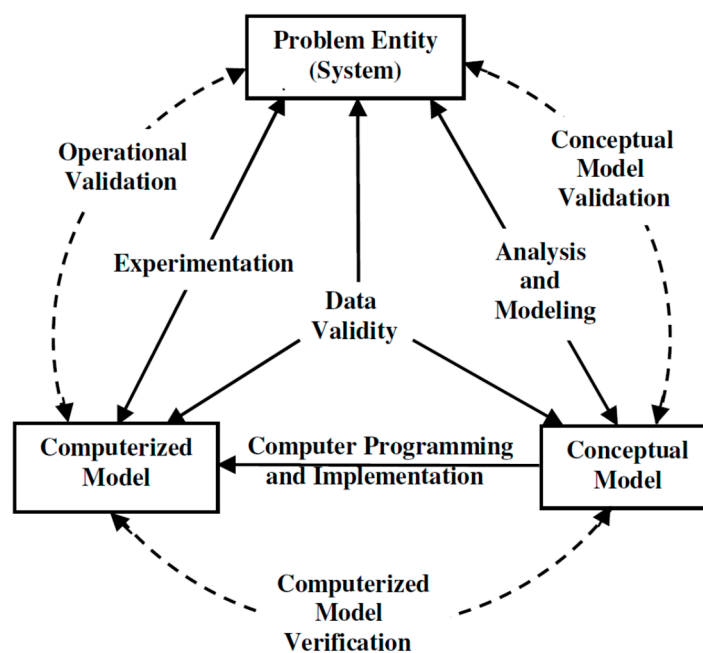 Problem Entity
(System)
Operational
Validation
Conceptual
Model
Validation
Experimentation
Analysis
and
Modeling
Data
Validity
Computerized
Model
Computer Programming
and Implementation
Conceptual
Model
Computerized
Model
Verification